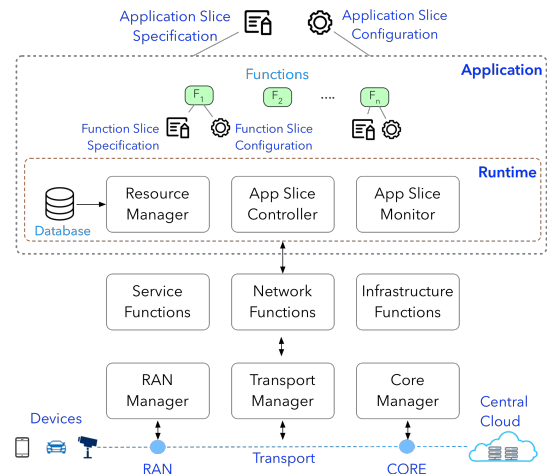 Application Slice
Specification
Application Slice
Configuration
Application
Functions
F1
F2
....
Fn
Function Slice
Specification
Function Slice
Configuration
Runtime
Database
Resource
Manager
App Slice
Controller
App Slice
Monitor
Service
Functions
Network
Functions
Infrastructure
Functions
RAN
Manager
Transport
Manager
Core
Manager
Devices
Central
Cloud
RAN
Transport
CORE